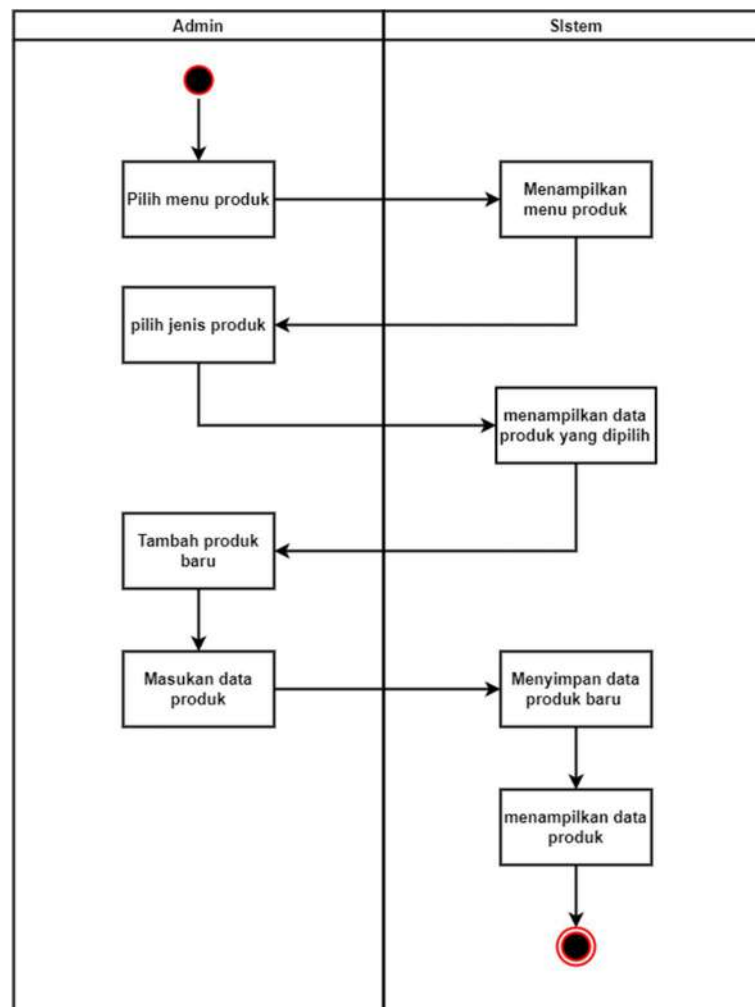 Admin
SIstem
Pilih menu produk
Menampilkan
menu produk
pilih jenis produk
menampilkan data
produk yang dipilih
Tambah produk
baru
Masukan data
produk
Menyimpan data
produk baru
menampilkan data
produk